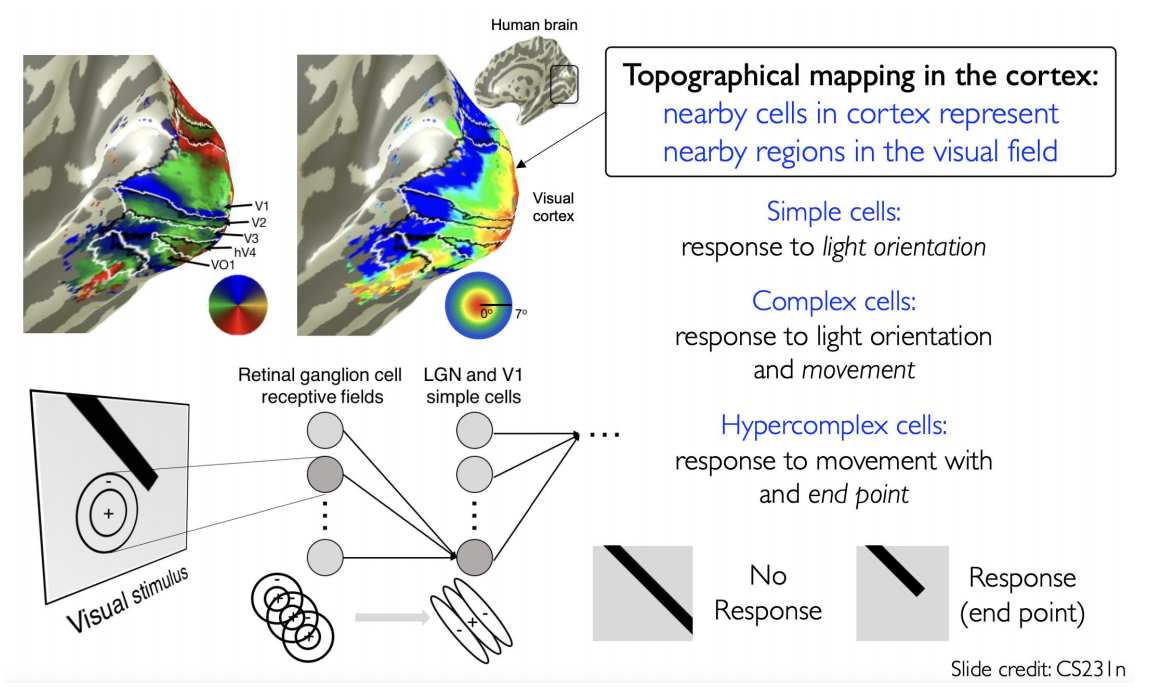 Human brain
Topographical mapping in the cortex:
nearby cells in cortex represent
nearby regions in the visual field
Visual
cortex
V1
V2
V3
hV4
VO1
0° 7°
Simple cells:
response to light orientation
Complex cells:
response to light orientation
and movement
Hypercomplex cells:
response to movement with
and end point
Retinal ganglion cell
receptive fields
LGN and V1
simple cells
...
-
+
Visual stimulus
- + - + - +
- + -
No
Response
Response
(end point)
Slide credit: CS231n